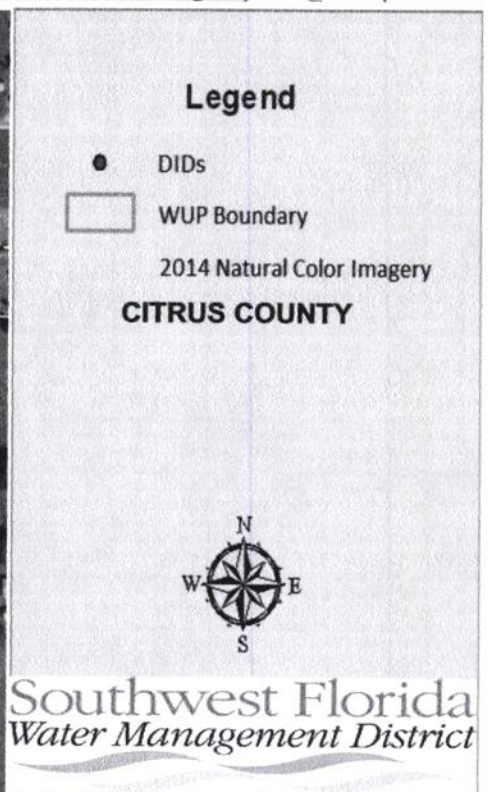 Legend
DIDs
WUP Boundary
2014 Natural Color Imagery
CITRUS COUNTY
N
W E
S
Southwest Florida
Water Management District